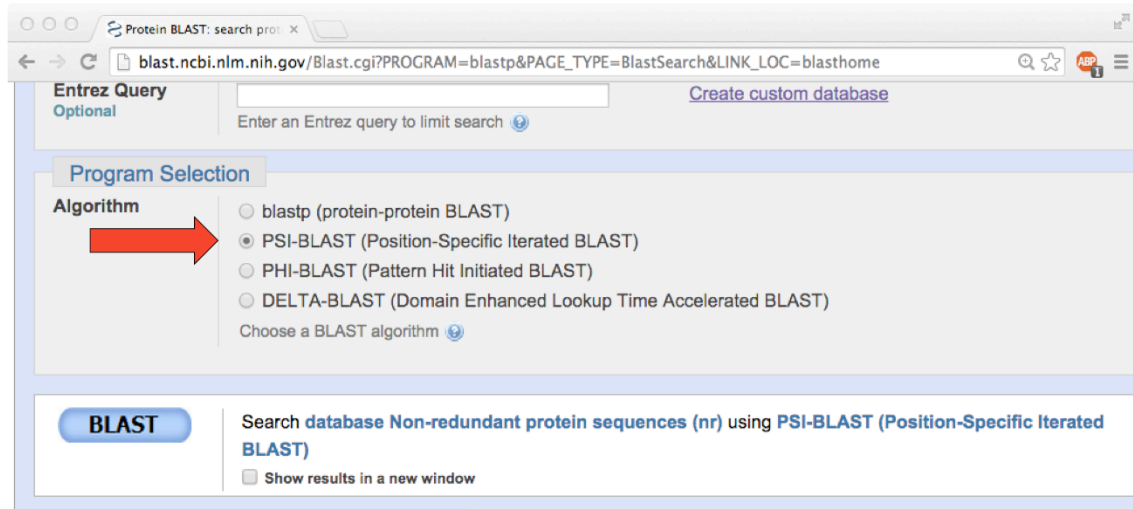 Protein BLAST: search prot
blast.ncbi.nlm.nih.gov/Blast.cgi?PROGRAM=blastp&PAGE_TYPE=BlastSearch&LINK_LOC=blasthome
ABP
1
Entrez Query
Optional
Create custom database
Enter an Entrez query to limit search
Program Selection
Algorithm
blastp (protein-protein BLAST)
PSI-BLAST (Position-Specific Iterated BLAST)
PHI-BLAST (Pattern Hit Initiated BLAST)
DELTA-BLAST (Domain Enhanced Lookup Time Accelerated BLAST)
Choose a BLAST algorithm
BLAST
Search database Non-redundant protein sequences (nr) using PSI-BLAST (Position-Specific Iterated
BLAST)
Show results in a new window